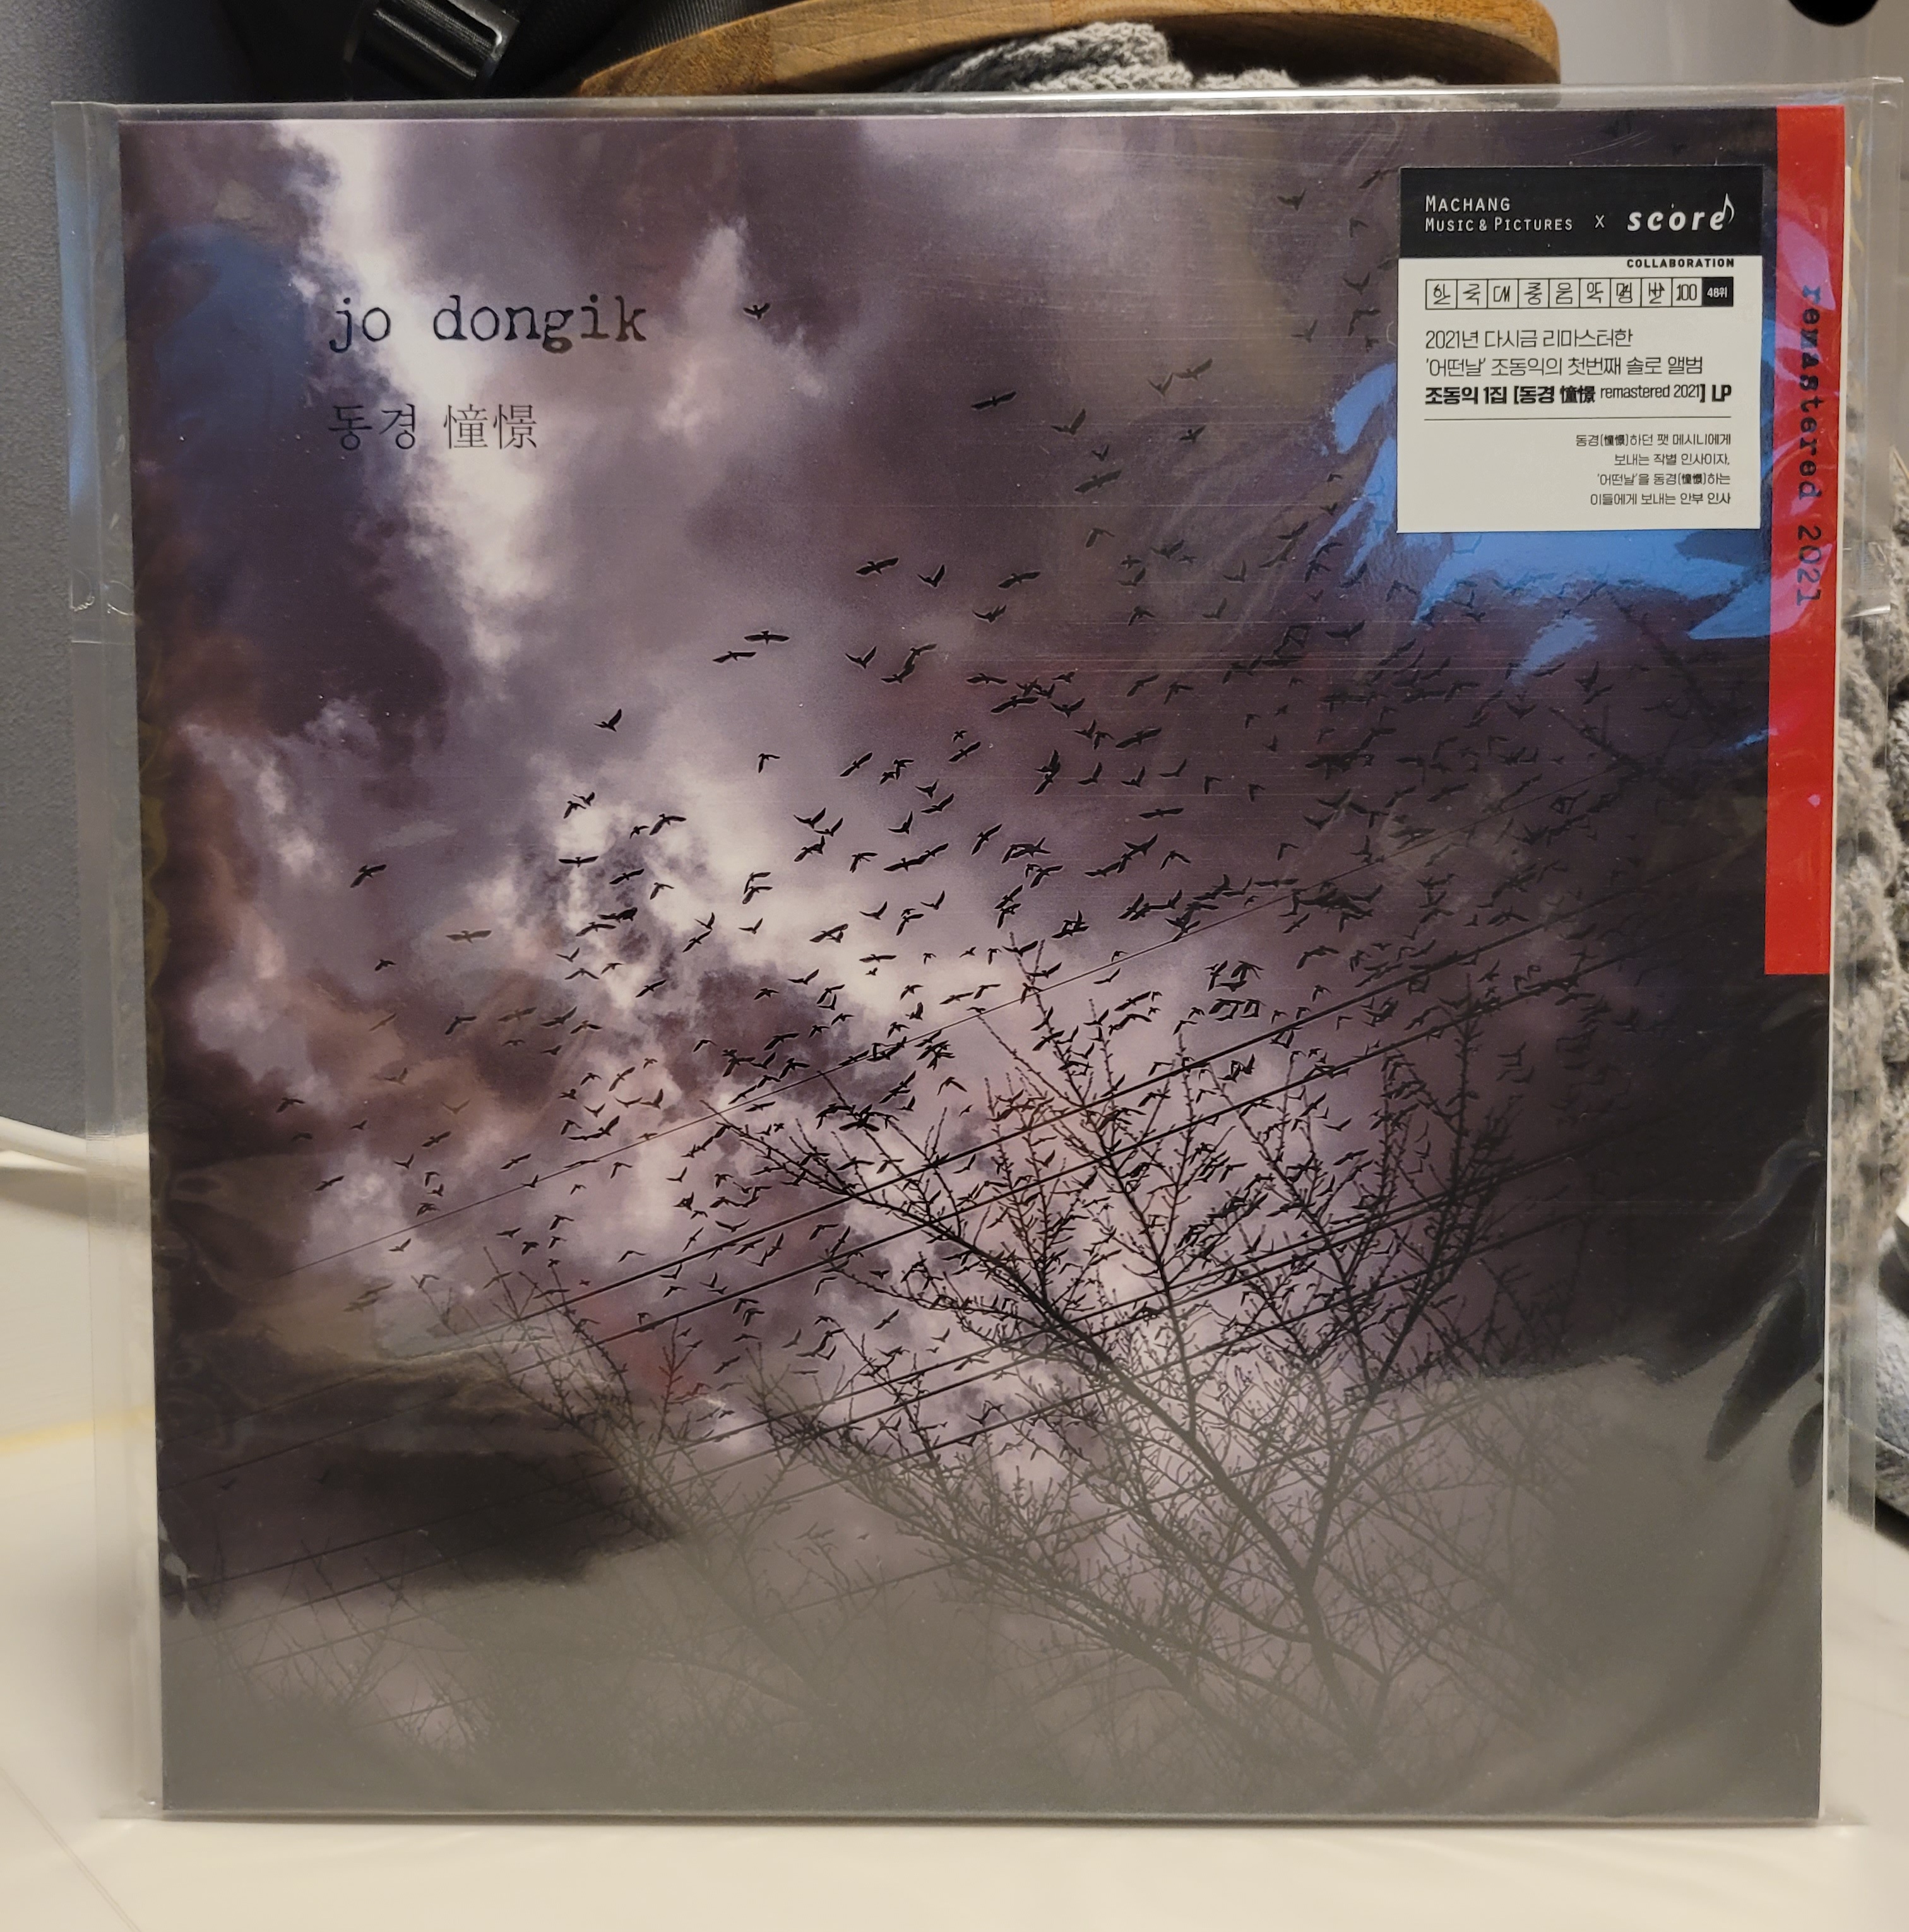 jo dongik
동경 憧憬
MACHANG
MUSIC & PICTURES X score
COLLABORATION
한국대중음악명반100 48위
2021년 다시금 리마스터한
'어떤날' 조동익의 첫번째 솔로 앨범
조동익 1집 [동경 憧憬 remastered 2021] LP
동경(憧憬)하던 팻 메시니에게
보내는 작별 인사이자,
'어떤날'을 동경(憧憬)하는
이들에게 보내는 안부 인사
remastered 2021